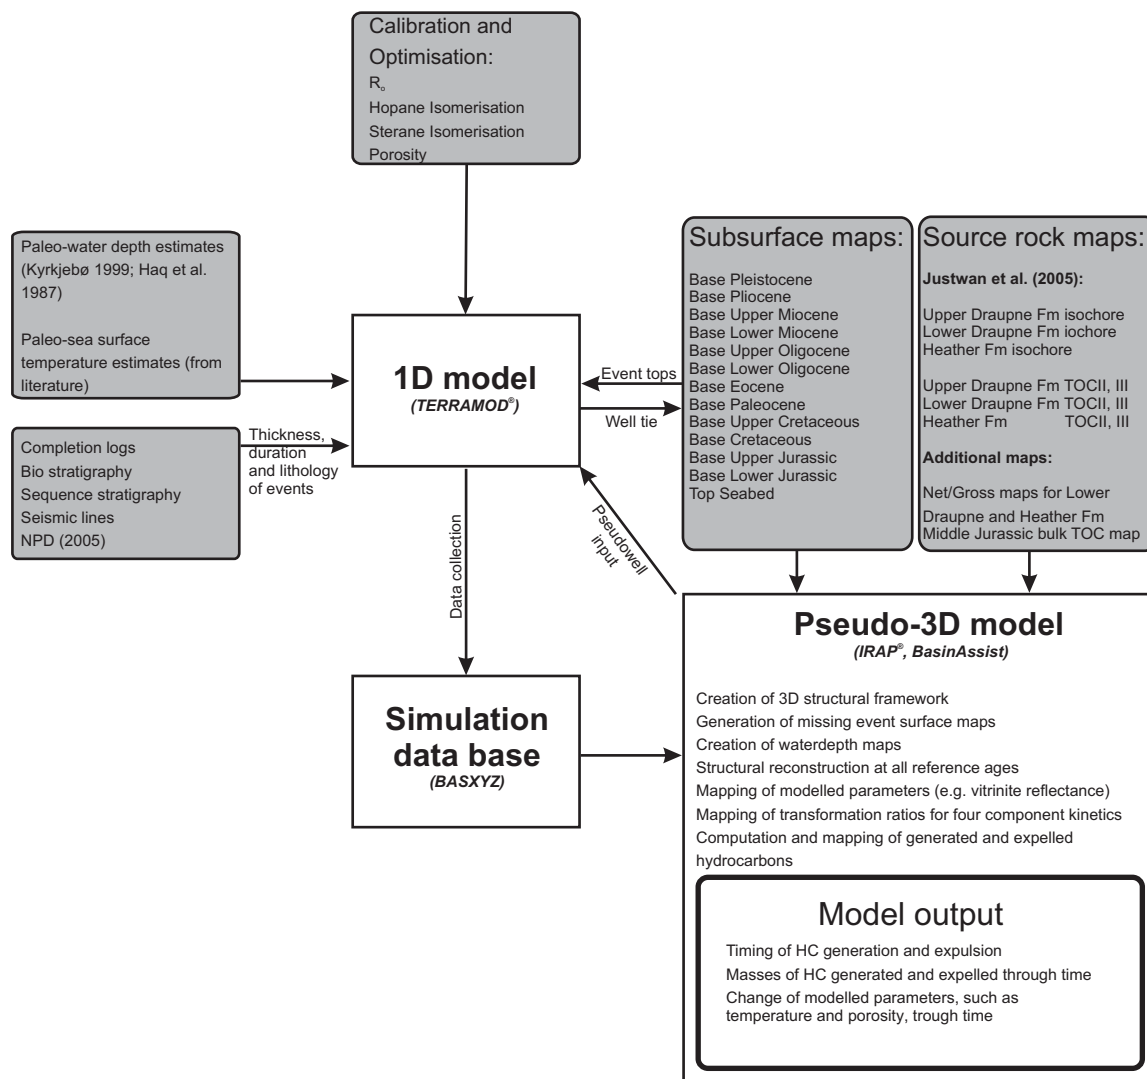 Calibration and
Optimisation:
Ro
Hopane Isomerisation
Sterane Isomerisation
Porosity
Paleo-water depth estimates
(Kyrkjebø 1999; Haq et al.
1987)
Paleo-sea surface
temperature estimates (from
literature)
Completion logs
Bio stratigraphy
Sequence stratigraphy
Seismic lines
NPD (2005)
Thickness,
duration
and lithology
of events
1D model
(TERRAMOD®)
Event tops
Well tie
Subsurface maps:
Base Pleistocene
Base Pliocene
Base Upper Miocene
Base Lower Miocene
Base Upper Oligocene
Base Lower Oligocene
Base Eocene
Base Paleocene
Base Upper Cretaceous
Base Cretaceous
Base Upper Jurassic
Base Lower Jurassic
Top Seabed
Source rock maps:
Justwan et al. (2005):
Upper Draupne Fm isochore
Lower Draupne Fm iochore
Heather Fm isochore
Upper Draupne Fm TOCII, III
Lower Draupne Fm TOCII, III
Heather Fm TOCII, III
Additional maps:
Net/Gross maps for Lower
Draupne and Heather Fm
Middle Jurassic bulk TOC map
Pseudowell
input
Data collection
Simulation
data base
(BASXYZ)
Pseudo-3D model
(IRAP®, BasinAssist)
Creation of 3D structural framework
Generation of missing event surface maps
Creation of waterdepth maps
Structural reconstruction at all reference ages
Mapping of modelled parameters (e.g. vitrinite reflectance)
Mapping of transformation ratios for four component kinetics
Computation and mapping of generated and expelled
hydrocarbons
Model output
Timing of HC generation and expulsion
Masses of HC generated and expelled through time
Change of modelled parameters, such as
temperature and porosity, trough time